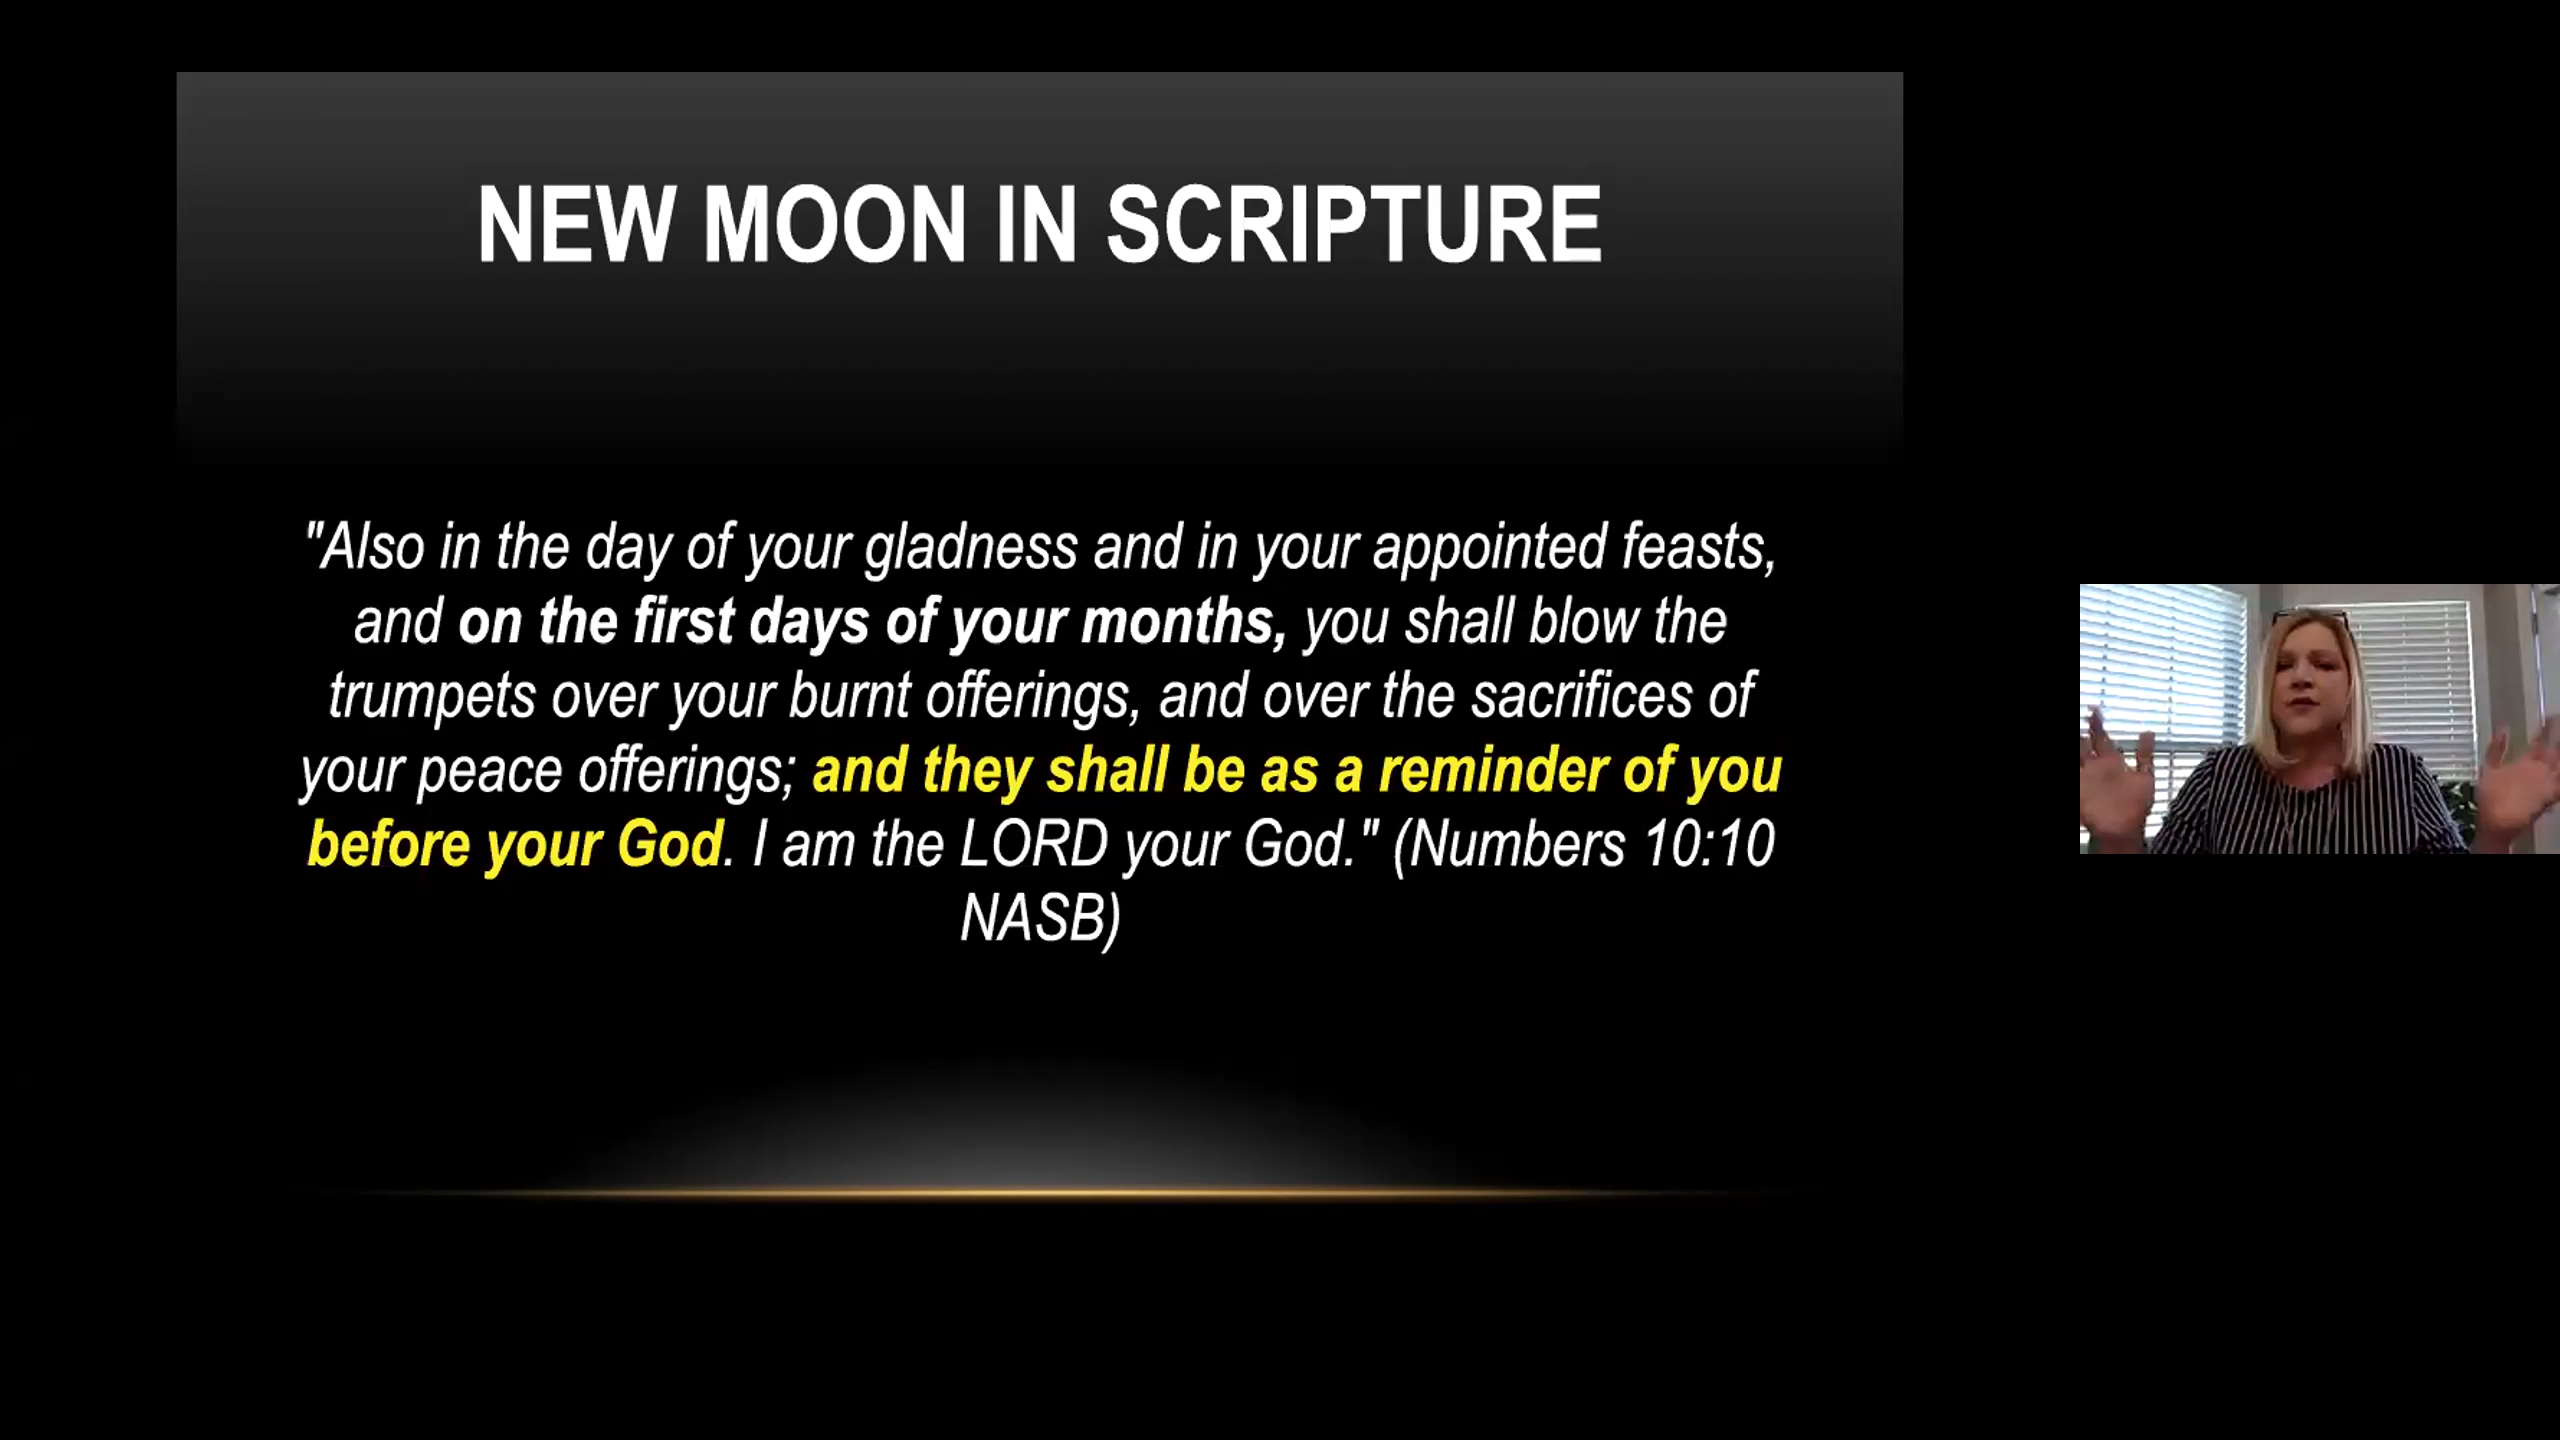 NEW MOON IN SCRIPTURE
"Also in the day of your gladness and in your appointed feasts,
and on the first days of your months, you shall blow the
trumpets over your burnt offerings, and over the sacrifices of
your peace offerings; and they shall be as a reminder of you
before your God. I am the LORD your God." (Numbers 10:10
NASB)